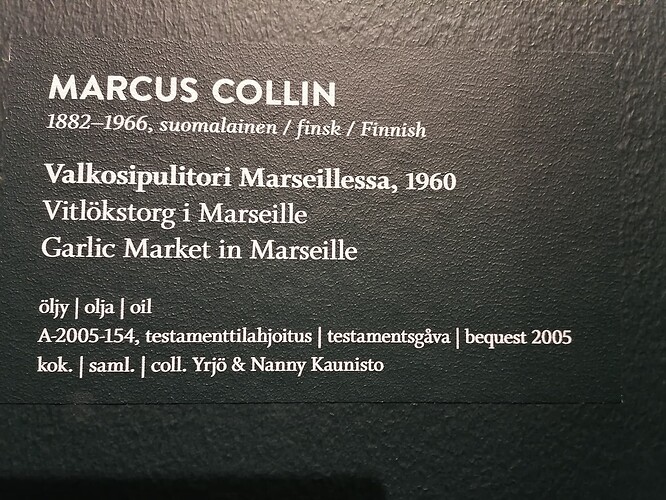 MARCUS COLLIN
1882–1966, suomalainen / finsk / Finnish
Valkosipulitori Marseillessa, 1960
Vitlökstorg i Marseille
Garlic Market in Marseille
öljy | olja | oil
A-2005-154, testamenttilahjoitus | testamentsgåva | bequest 2005
kok. | saml. | coll. Yrjö & Nanny Kaunisto